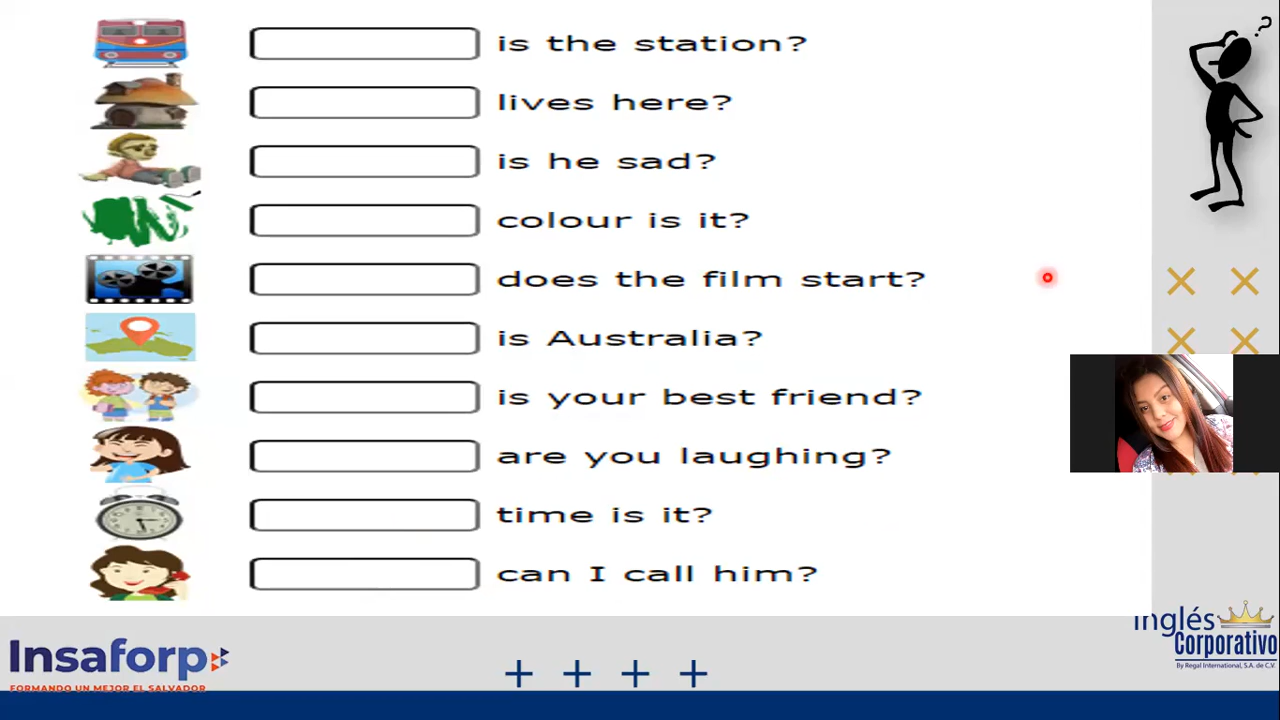 is the station?
lives here?
is he sad?
colour is it?
does the film start?
is Australia?
is your best friend?
are you laughing?
time is it?
can I call him?
?
inglés
Corporativo
By Regal International, S.A. de C.V.
Insaforp
FORMANDO UN MEJOR EL SALVADOR